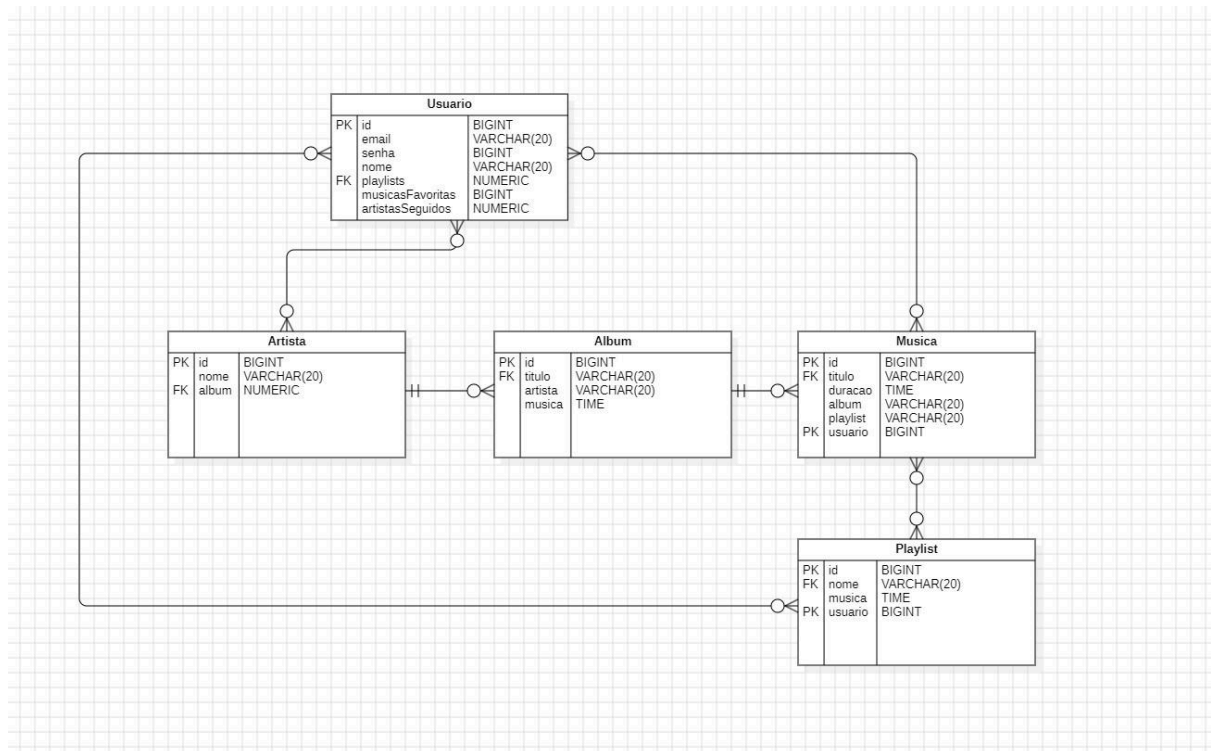 Usuario
PK id BIGINT
email VARCHAR(20)
senha BIGINT
nome VARCHAR(20)
FK playlists NUMERIC
musicasFavoritas BIGINT
artistasSeguidos NUMERIC
Artista
PK id BIGINT
nome VARCHAR(20)
FK album NUMERIC
Album
PK id BIGINT
FK titulo VARCHAR(20)
artista VARCHAR(20)
musica TIME
Musica
PK id BIGINT
FK titulo VARCHAR(20)
duracao TIME
album VARCHAR(20)
playlist VARCHAR(20)
PK usuario BIGINT
Playlist
PK id BIGINT
FK nome VARCHAR(20)
musica TIME
PK usuario BIGINT